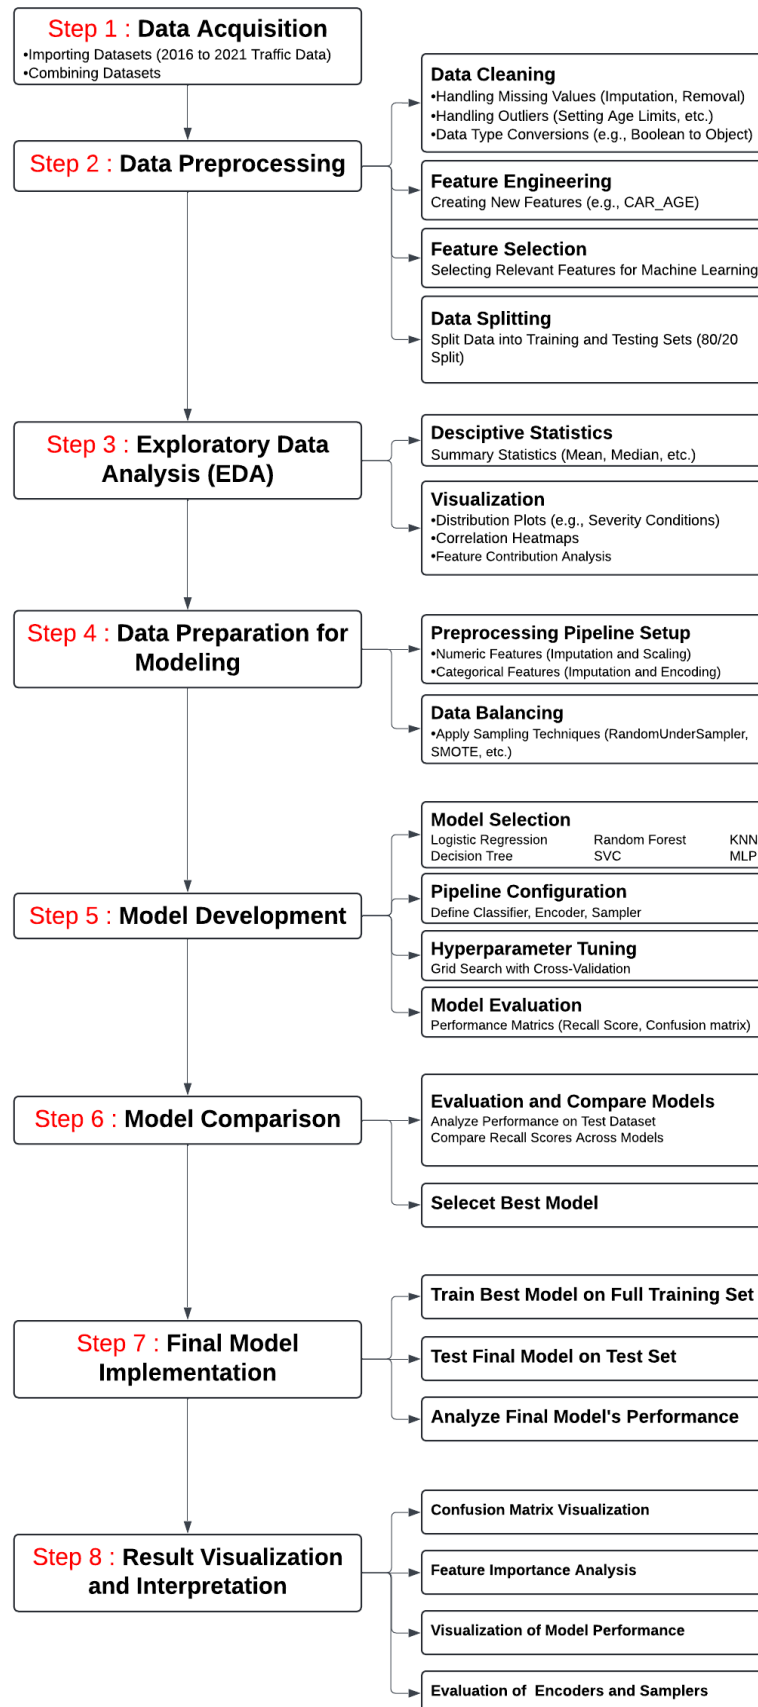 Step 1 : Data Acquisition
•Importing Datasets (2016 to 2021 Traffic Data)
•Combining Datasets
Step 2 : Data Preprocessing
Data Cleaning
•Handling Missing Values (Imputation, Removal)
•Handling Outliers (Setting Age Limits, etc.)
•Data Type Conversions (e.g., Boolean to Object)
Feature Engineering
Creating New Features (e.g., CAR_AGE)
Feature Selection
Selecting Relevant Features for Machine Learning
Data Splitting
Split Data into Training and Testing Sets (80/20
Split)
Step 3 : Exploratory Data
Analysis (EDA)
Desciptive Statistics
Summary Statistics (Mean, Median, etc.)
Visualization
•Distribution Plots (e.g., Severity Conditions)
•Correlation Heatmaps
•Feature Contribution Analysis
Step 4 : Data Preparation for
Modeling
Preprocessing Pipeline Setup
•Numeric Features (Imputation and Scaling)
•Categorical Features (Imputation and Encoding)
Data Balancing
•Apply Sampling Techniques (RandomUnderSampler,
SMOTE, etc.)
Step 5 : Model Development
Model Selection
Logistic Regression Random Forest KNN
Decision Tree SVC MLP
Pipeline Configuration
Define Classifier, Encoder, Sampler
Hyperparameter Tuning
Grid Search with Cross-Validation
Model Evaluation
Performance Matrics (Recall Score, Confusion matrix)
Step 6 : Model Comparison
Evaluation and Compare Models
Analyze Performance on Test Dataset
Compare Recall Scores Across Models
Selecet Best Model
Step 7 : Final Model
Implementation
Train Best Model on Full Training Set
Test Final Model on Test Set
Analyze Final Model's Performance
Step 8 : Result Visualization
and Interpretation
Confusion Matrix Visualization
Feature Importance Analysis
Visualization of Model Performance
Evaluation of Encoders and Samplers